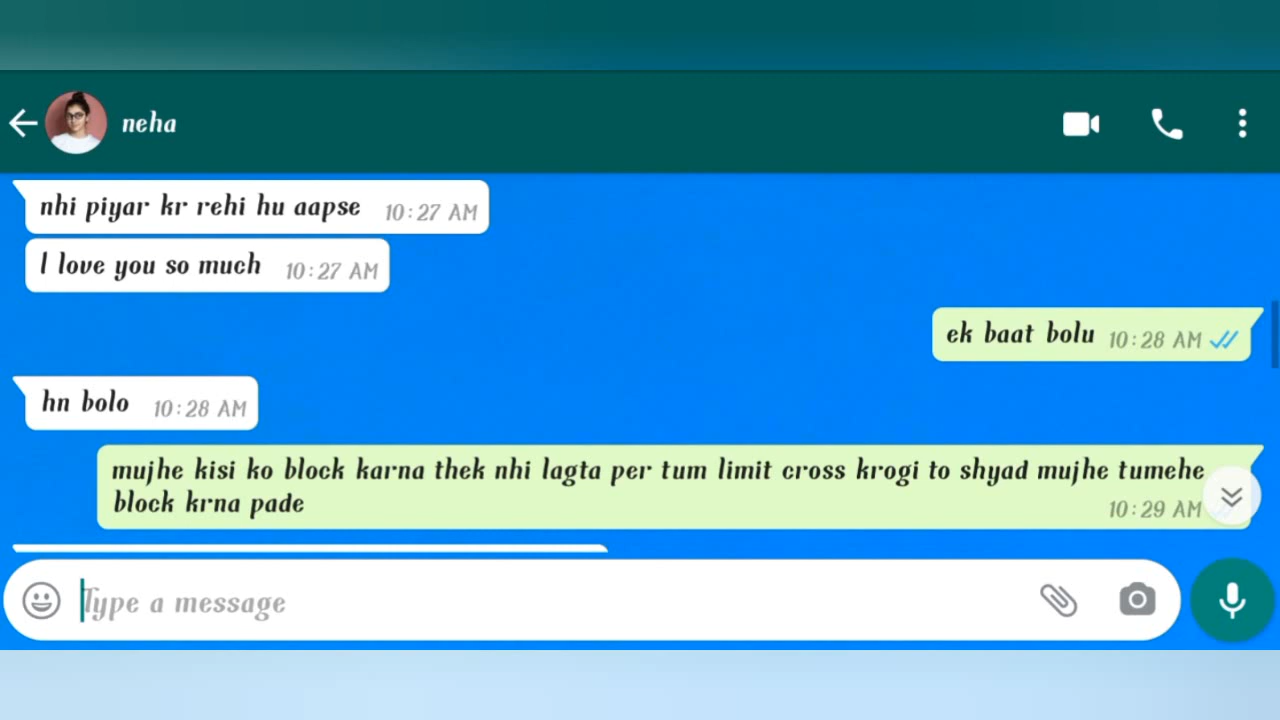 neha
nhi piyar kr rehi hu aapse 10:27 AM
I love you so much 10:27 AM
ek baat bolu 10:28 AM
hn bolo 10:28 AM
mujhe kisi ko block karna thek nhi lagta per tum limit cross krogi to shyad mujhe tumehe
block krna pade 10:29 AM
Type a message